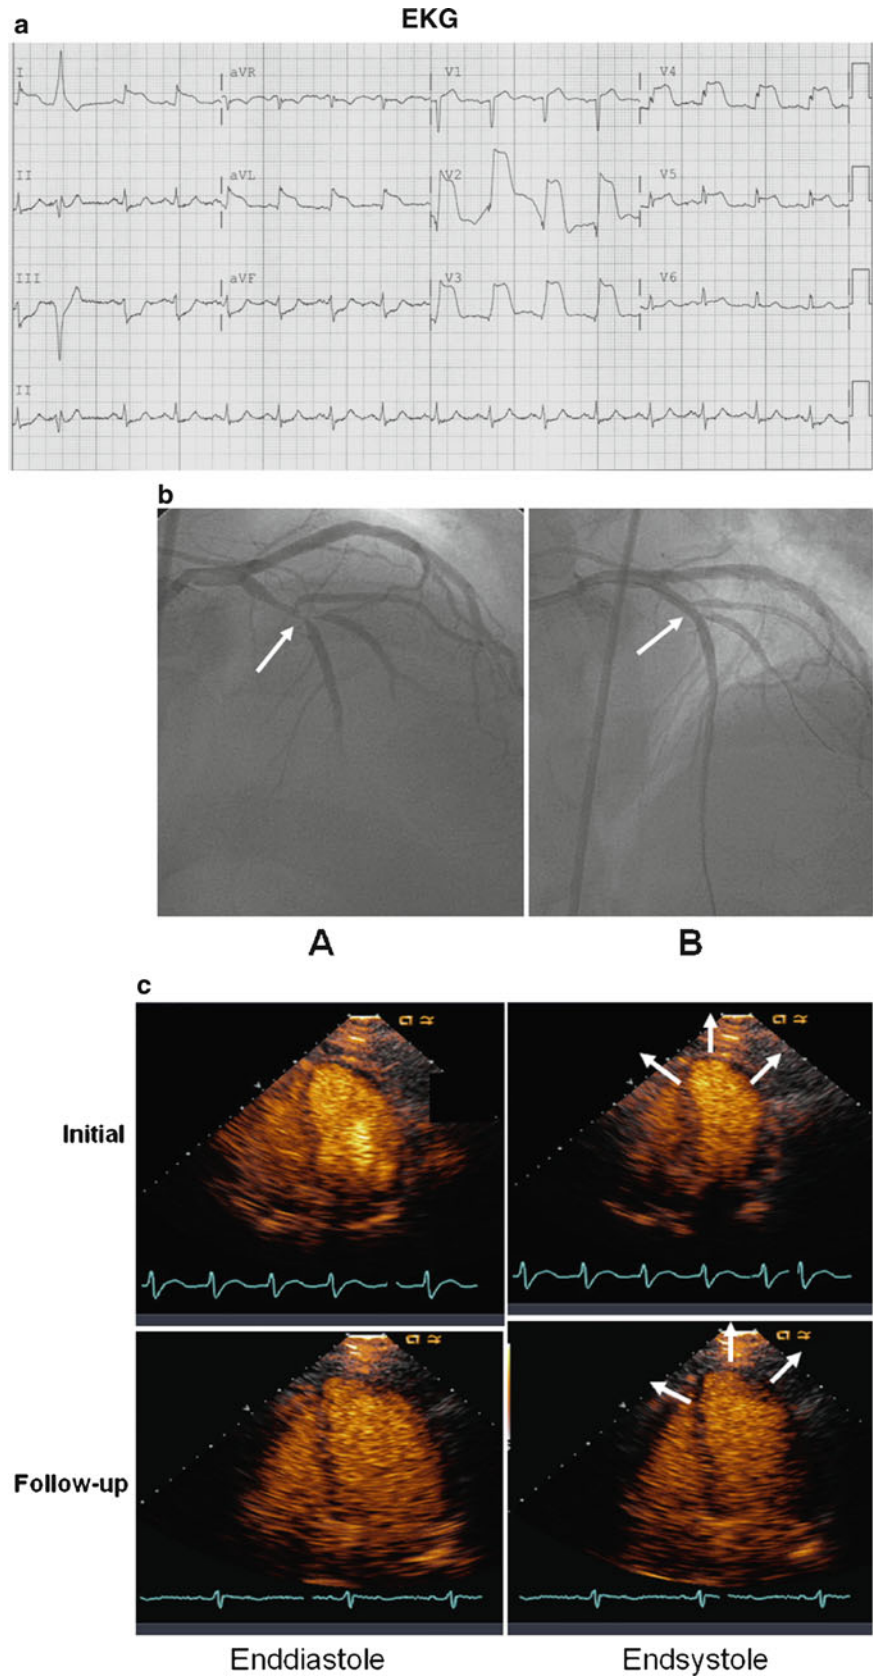 a
EKG
I aVR V1 V4
II aVL V2 V5
III aVF V3 V6
II
b
A B
c
Initial
Follow-up
Enddiastole Endsystole